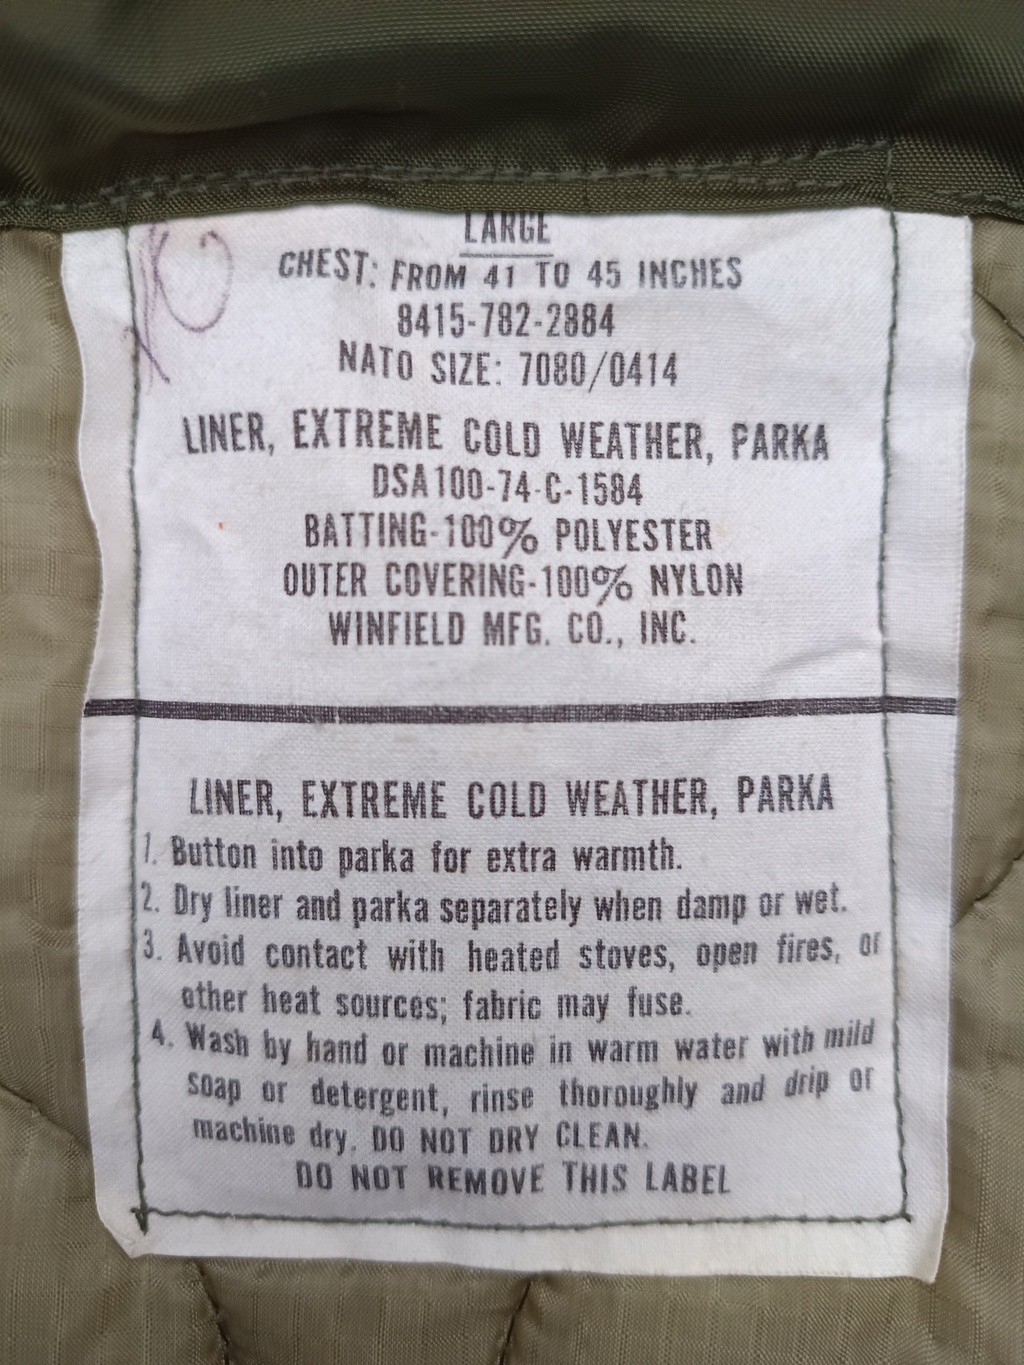 LARGE
CHEST: FROM 41 TO 45 INCHES
8415-782-2884
NATO SIZE: 7080/0414
LINER, EXTREME COLD WEATHER, PARKA
DSA100-74-C-1584
BATTING-100% POLYESTER
OUTER COVERING-100% NYLON
WINFIELD MFG. CO., INC.
LINER, EXTREME COLD WEATHER, PARKA
1. Button into parka for extra warmth.
2. Dry liner and parka separately when damp or wet.
3. Avoid contact with heated stoves, open fires, or
other heat sources; fabric may fuse.
4. Wash by hand or machine in warm water with mild
soap or detergent, rinse thoroughly and drip or
machine dry. DO NOT DRY CLEAN.
DO NOT REMOVE THIS LABEL